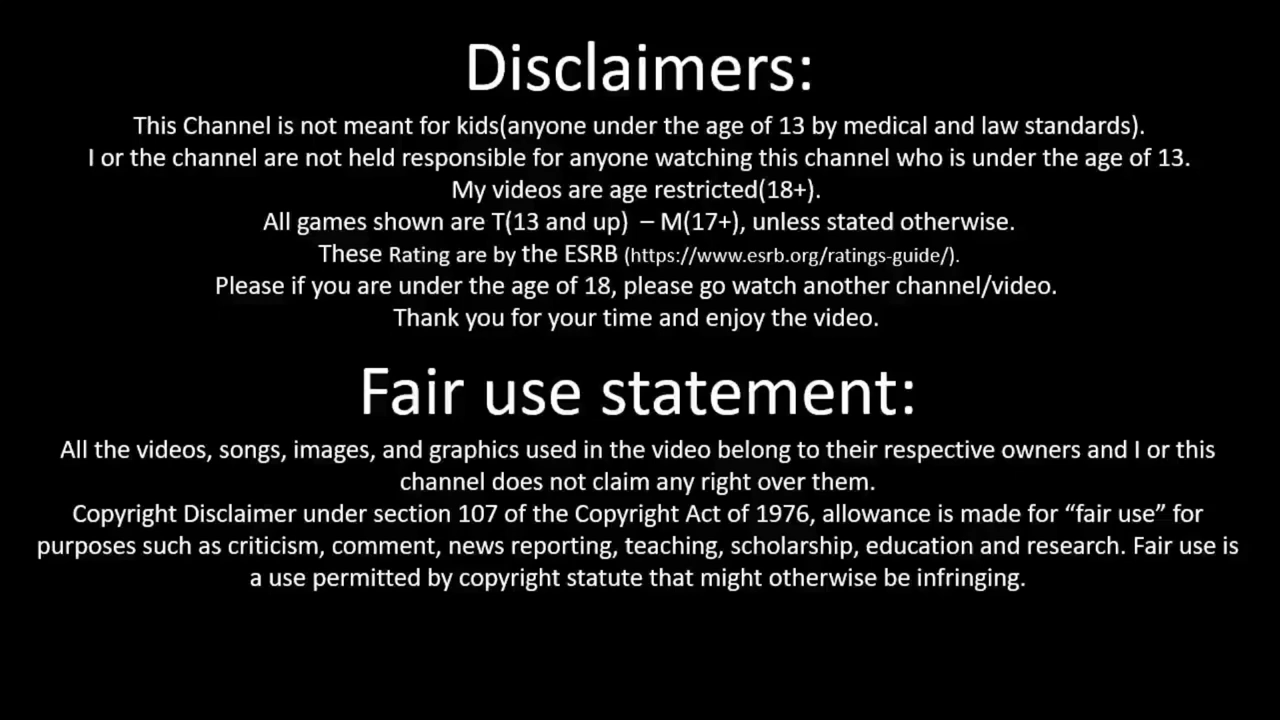 Disclaimers:
This Channel is not meant for kids(anyone under the age of 13 by medical and law standards).
I or the channel are not held responsible for anyone watching this channel who is under the age of 13.
My videos are age restricted(18+).
All games shown are T(13 and up)  – M(17+), unless stated otherwise.
These Rating are by the ESRB (https://www.esrb.org/ratings-guide/).
Please if you are under the age of 18, please go watch another channel/video.
Thank you for your time and enjoy the video.
Fair use statement:
All the videos, songs, images, and graphics used in the video belong to their respective owners and I or this
channel does not claim any right over them.
Copyright Disclaimer under section 107 of the Copyright Act of 1976, allowance is made for “fair use” for
purposes such as criticism, comment, news reporting, teaching, scholarship, education and research. Fair use is
a use permitted by copyright statute that might otherwise be infringing.